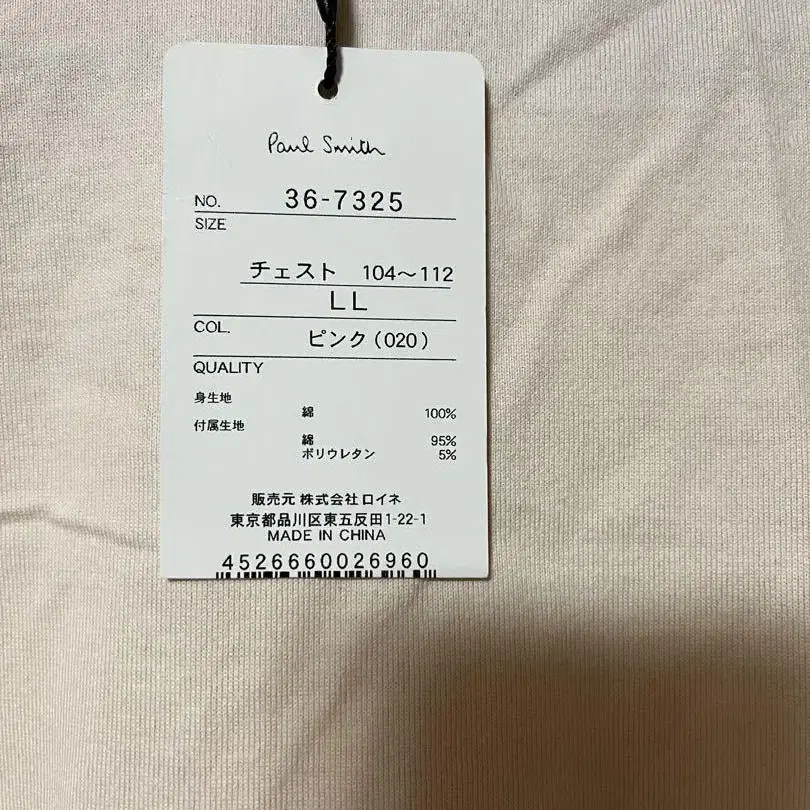 Paul Smith
NO. 36-7325
SIZE
チェスト 104～112
LL
COL. ピンク(020)
QUALITY
身生地
綿 100%
付属生地
綿 95%
ポリウレタン 5%
販売元 株式会社 ロイネ
東京都品川区東五反田1-22-1
MADE IN CHINA
4526660026960